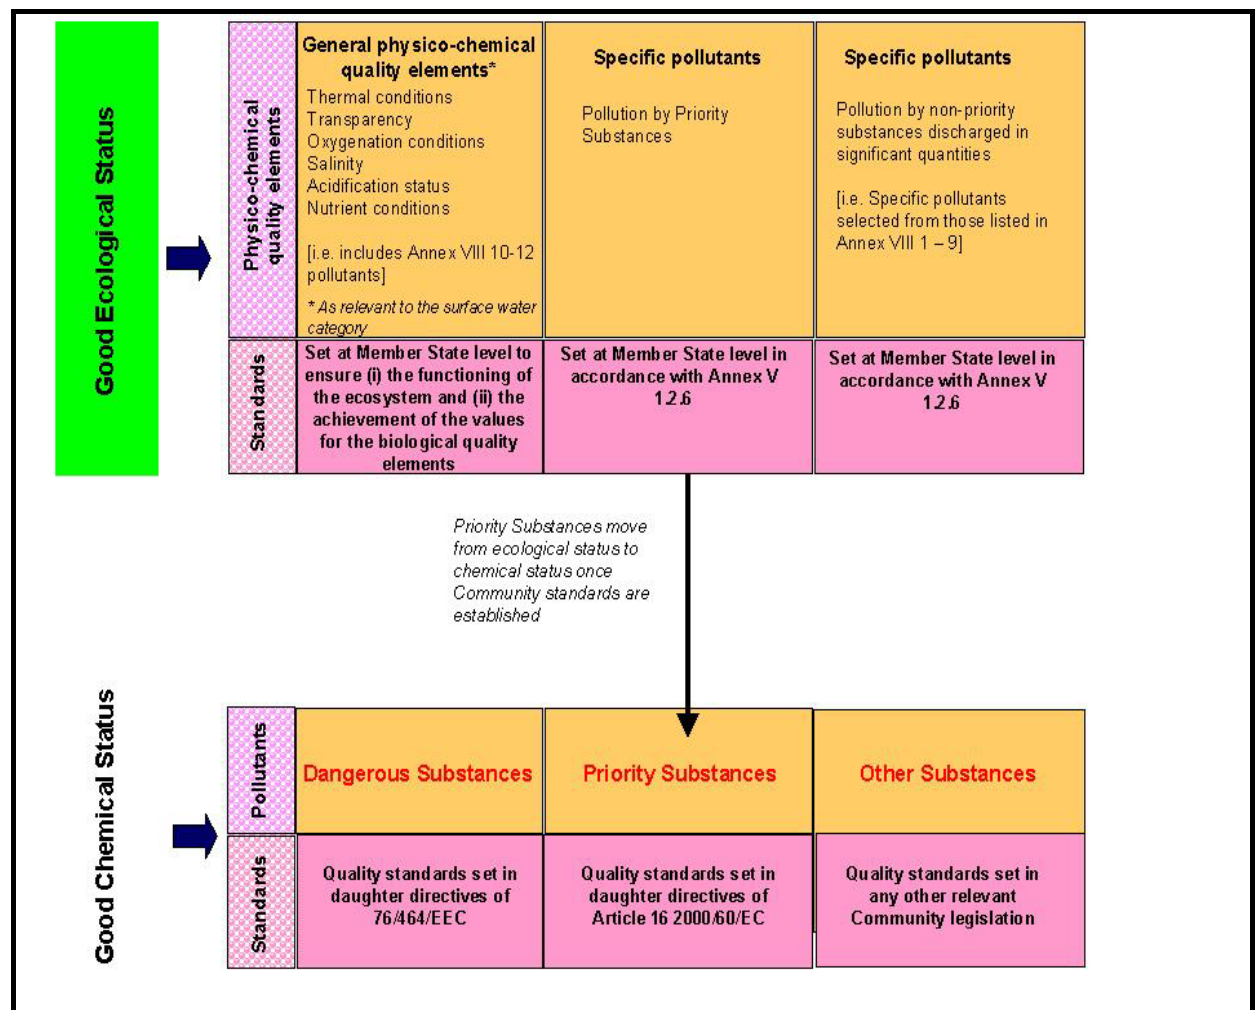 Good Ecological Status
Physico-chemical
quality elements
General physico-chemical
quality elements*
Thermal conditions
Transparency
Oxygenation conditions
Salinity
Acidification status
Nutrient conditions
[i.e. includes Annex VIII 10-12
pollutants]
* As relevant to the surface water
category
Specific pollutants
Pollution by Priority
Substances
Specific pollutants
Pollution by non-priority
substances discharged in
significant quantities
[i.e. Specific pollutants
selected from those listed in
Annex VIII 1 – 9]
Standards
Set at Member State level to
ensure (i) the functioning of
the ecosystem and (ii) the
achievement of the values
for the biological quality
elements
Set at Member State level in
accordance with Annex V
1.2.6
Set at Member State level in
accordance with Annex V
1.2.6
Priority Substances move
from ecological status to
chemical status once
Community standards are
established
Good Chemical Status
Pollutants
Dangerous Substances
Priority Substances
Other Substances
Standards
Quality standards set in
daughter directives of
76/464/EEC
Quality standards set in
daughter directives of
Article 16 2000/60/EC
Quality standards set in
any other relevant
Community legislation